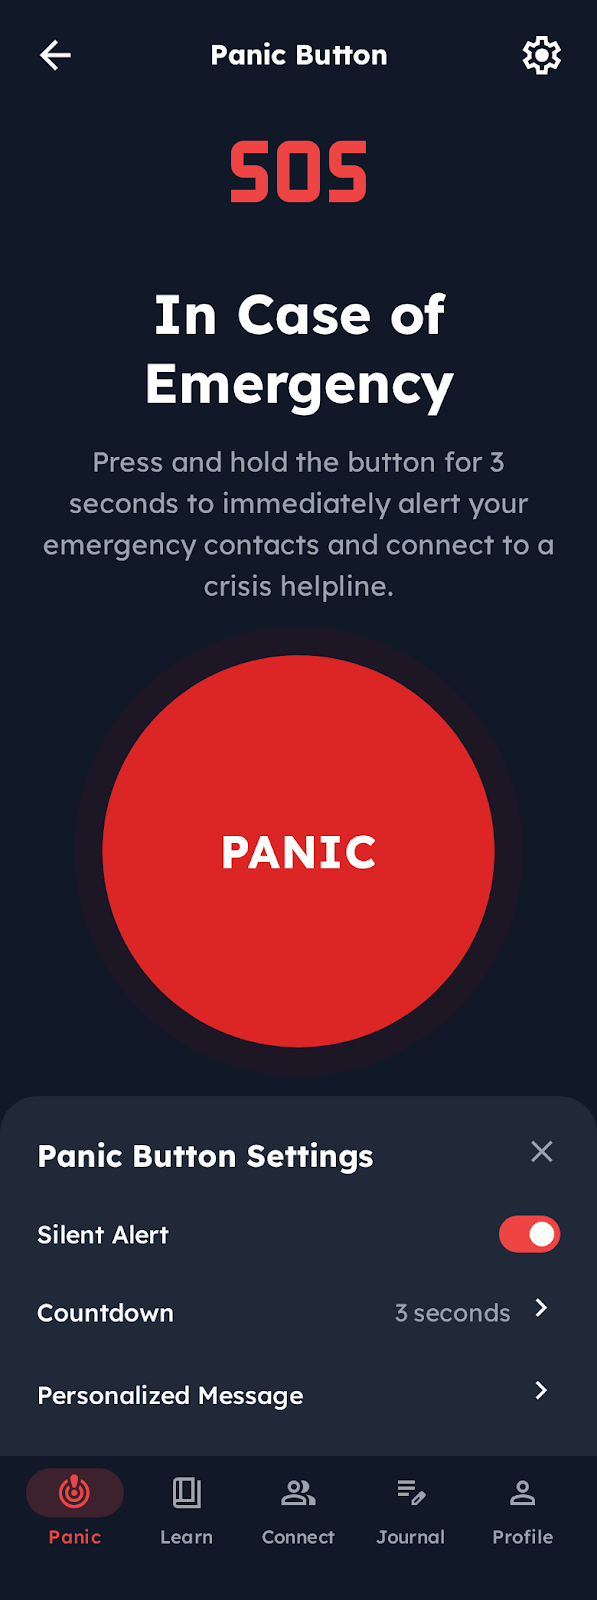 Panic Button
SOS
In Case of
Emergency
Press and hold the button for 3
seconds to immediately alert your
emergency contacts and connect to a
crisis helpline.
PANIC
Panic Button Settings
Silent Alert
Countdown 3 seconds
Personalized Message
Panic Learn Connect Journal Profile